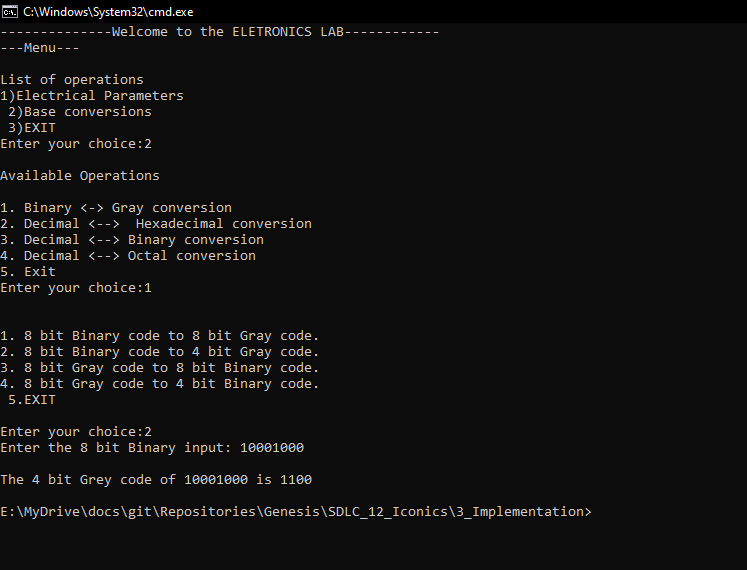 C:\Windows\System32\cmd.exe
--------------Welcome to the ELETRONICS LAB------------
---Menu---
List of operations
1)Electrical Parameters
2)Base conversions
3)EXIT
Enter your choice:2
Available Operations
1. Binary <-> Gray conversion
2. Decimal <-->  Hexadecimal conversion
3. Decimal <--> Binary conversion
4. Decimal <--> Octal conversion
5. Exit
Enter your choice:1
1. 8 bit Binary code to 8 bit Gray code.
2. 8 bit Binary code to 4 bit Gray code.
3. 8 bit Gray code to 8 bit Binary code.
4. 8 bit Gray code to 4 bit Binary code.
5.EXIT
Enter your choice:2
Enter the 8 bit Binary input: 10001000
The 4 bit Grey code of 10001000 is 1100
E:\MyDrive\docs\git\Repositories\Genesis\SDLC_12_Iconics\3_Implementation>